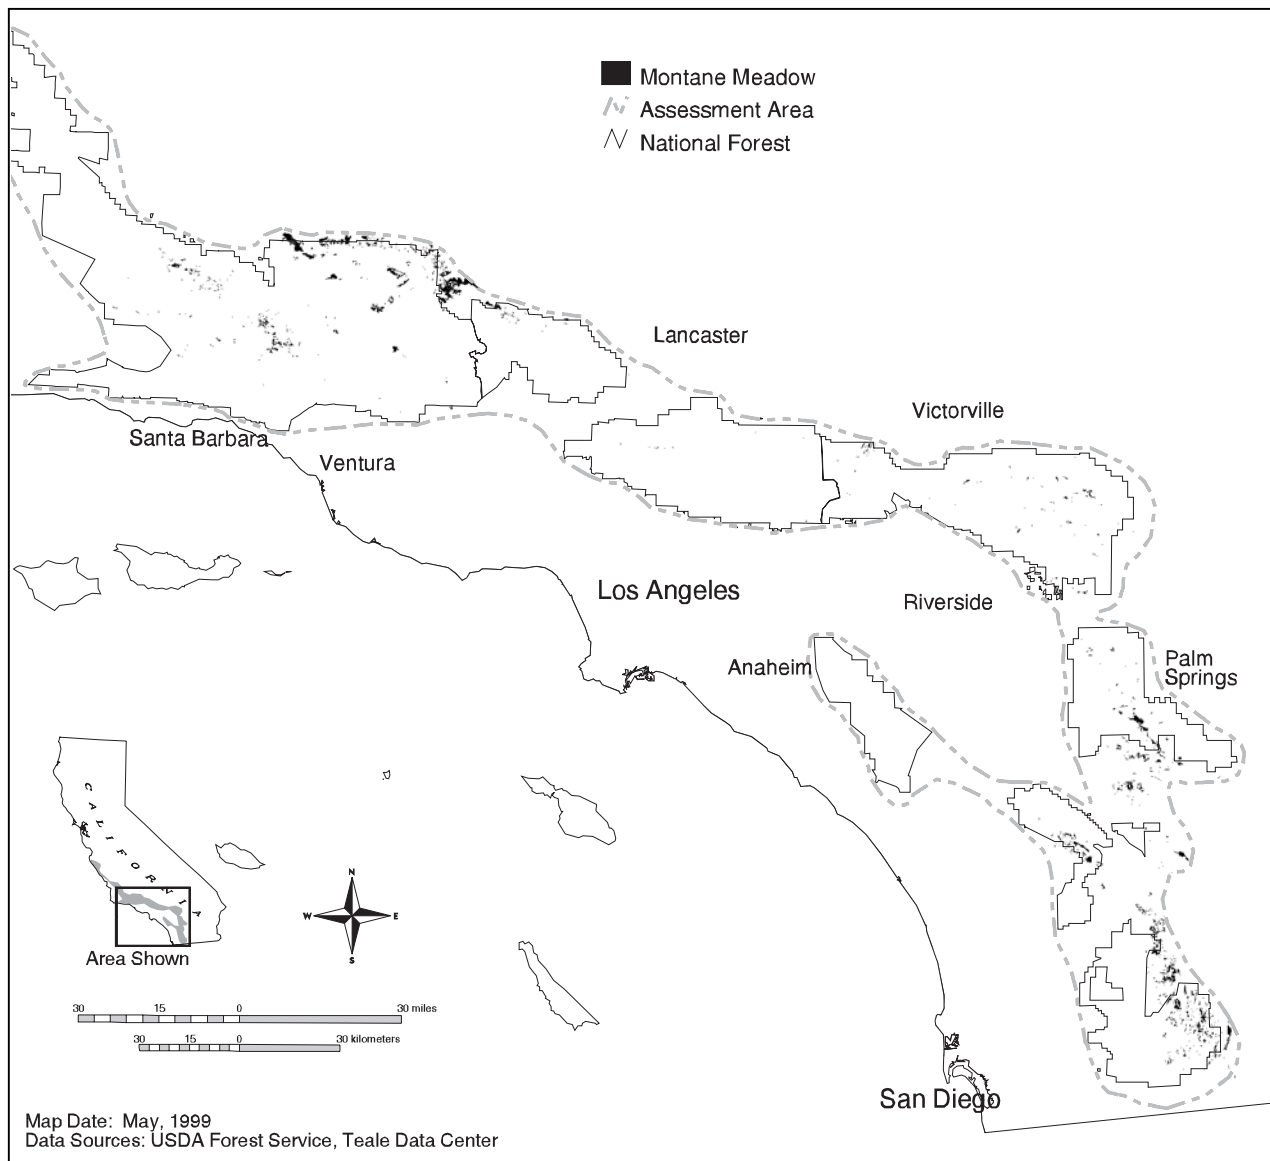 Montane Meadow
Assessment Area
National Forest
Lancaster
Victorville
Santa Barbara
Ventura
Los Angeles
Riverside
Anaheim
Palm
Springs
CALIFORNIA
N
W E
S
Area Shown
30 15 0 30 miles
30 15 0 30 kilometers
San Diego
Map Date: May, 1999
Data Sources: USDA Forest Service, Teale Data Center